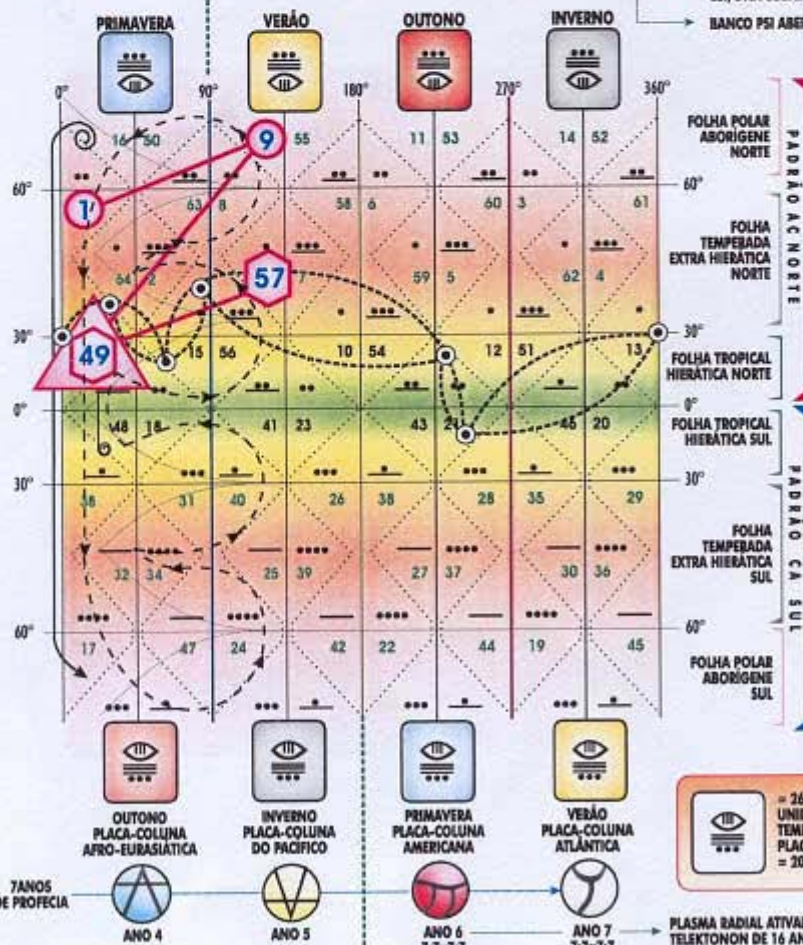 BANCO PSI
PRIMAVERA VERÃO OUTONO INVERNO
0° 90° 180° 270° 360°
16 50 9 55 11 53 14 52
FOLHA POLAR
ABORÍGENE
NORTE
60° 60°
1 63 8 58 6 60 3 61
FOLHA
TEMPERADA
EXTRA HIERÁTICA
NORTE
PADRÃO AC NORTE
64 2 57 7 59 5 62 4
30° 30°
49 15 56 10 54 12 51 13
FOLHA TROPICAL
HIERÁTICA NORTE
0° 0°
48 18 41 23 43 21 46 20
FOLHA TROPICAL
HIERÁTICA SUL
30° 30°
31 40 26 38 28 35 29
FOLHA
TEMPERADA
EXTRA HIERÁTICA
SUL
PADRÃO CA SUL
32 34 25 39 27 37 30 36
60° 60°
17 47 24 42 22 44 19 45
FOLHA POLAR
ABORÍGENE
SUL
OUTONO
PLACA-COLUNA
AFRO-EURASIÁTICA
INVERNO
PLACA-COLUNA
DO PACÍFICO
PRIMAVERA
PLACA-COLUNA
AMERICANA
VERÃO
PLACA-COLUNA
ATLÂNTICA
7ANOS
DE PROFECIA
ANO 4 ANO 5 ANO 6 ANO 7
PLASMA RADIAL
TELEKTONON DE 16